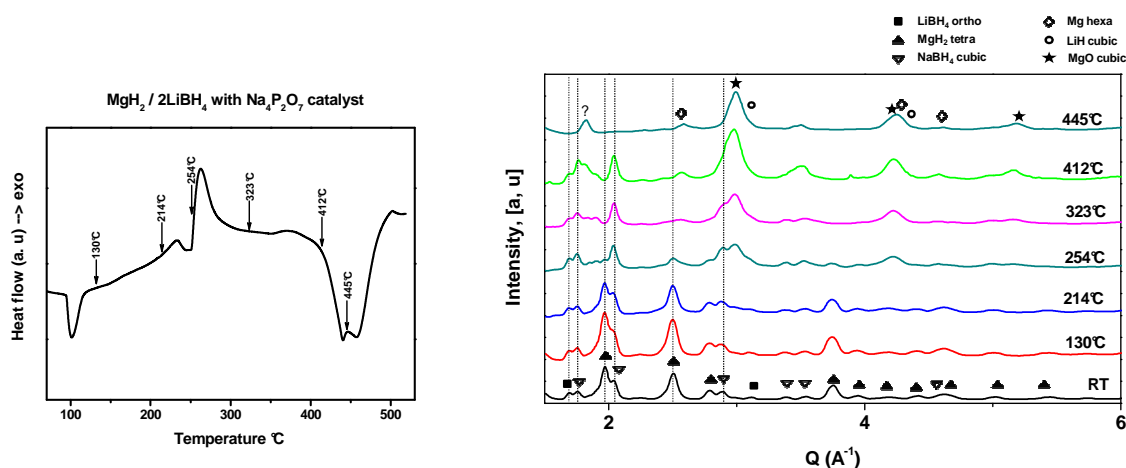 MgH₂ / 2LiBH₄ with Na₄P₂O₇ catalyst
Heat flow (a. u) --> exo
130℃
214℃
254℃
323℃
412℃
445℃
100 200 300 400 500
Temperature ℃
LiBH₄ ortho
MgH₂ tetra
NaBH₄ cubic
Mg hexa
LiH cubic
MgO cubic
Intensity, [a, u]
?
445℃
412℃
323℃
254℃
214℃
130℃
RT
2 3 4 5 6
Q (A⁻¹)